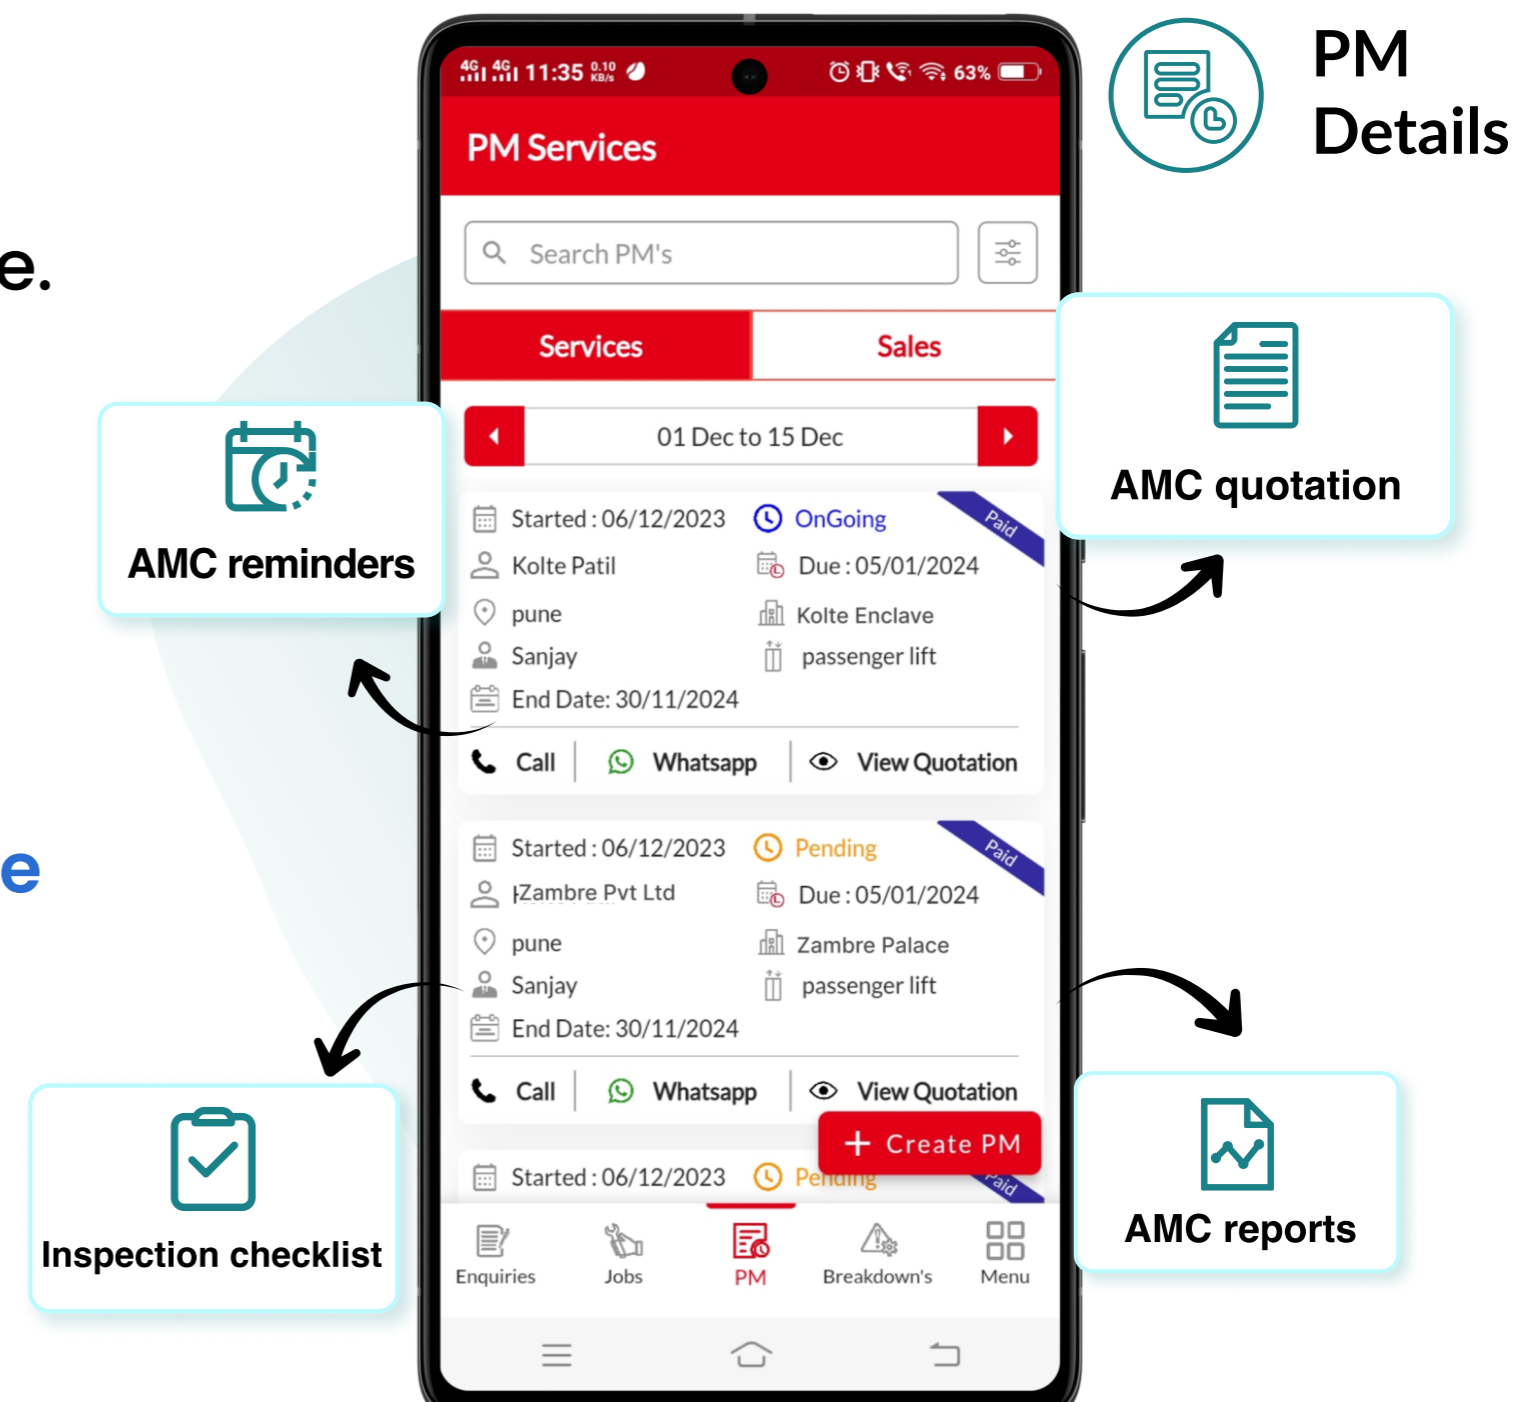 PM
Details
e.
e
4G 4G 11:35 0.10 KB/s 63%
PM Services
Search PM's
Services Sales
01 Dec to 15 Dec
Started : 06/12/2023 OnGoing Paid
Kolte Patil Due : 05/01/2024
pune Kolte Enclave
Sanjay passenger lift
End Date: 30/11/2024
Call Whatsapp View Quotation
Started : 06/12/2023 Pending Paid
Zambre Pvt Ltd Due : 05/01/2024
pune Zambre Palace
Sanjay passenger lift
End Date: 30/11/2024
Call Whatsapp View Quotation
+ Create PM
Started : 06/12/2023 Pending Paid
Enquiries Jobs PM Breakdown's Menu
AMC reminders
AMC quotation
Inspection checklist
AMC reports